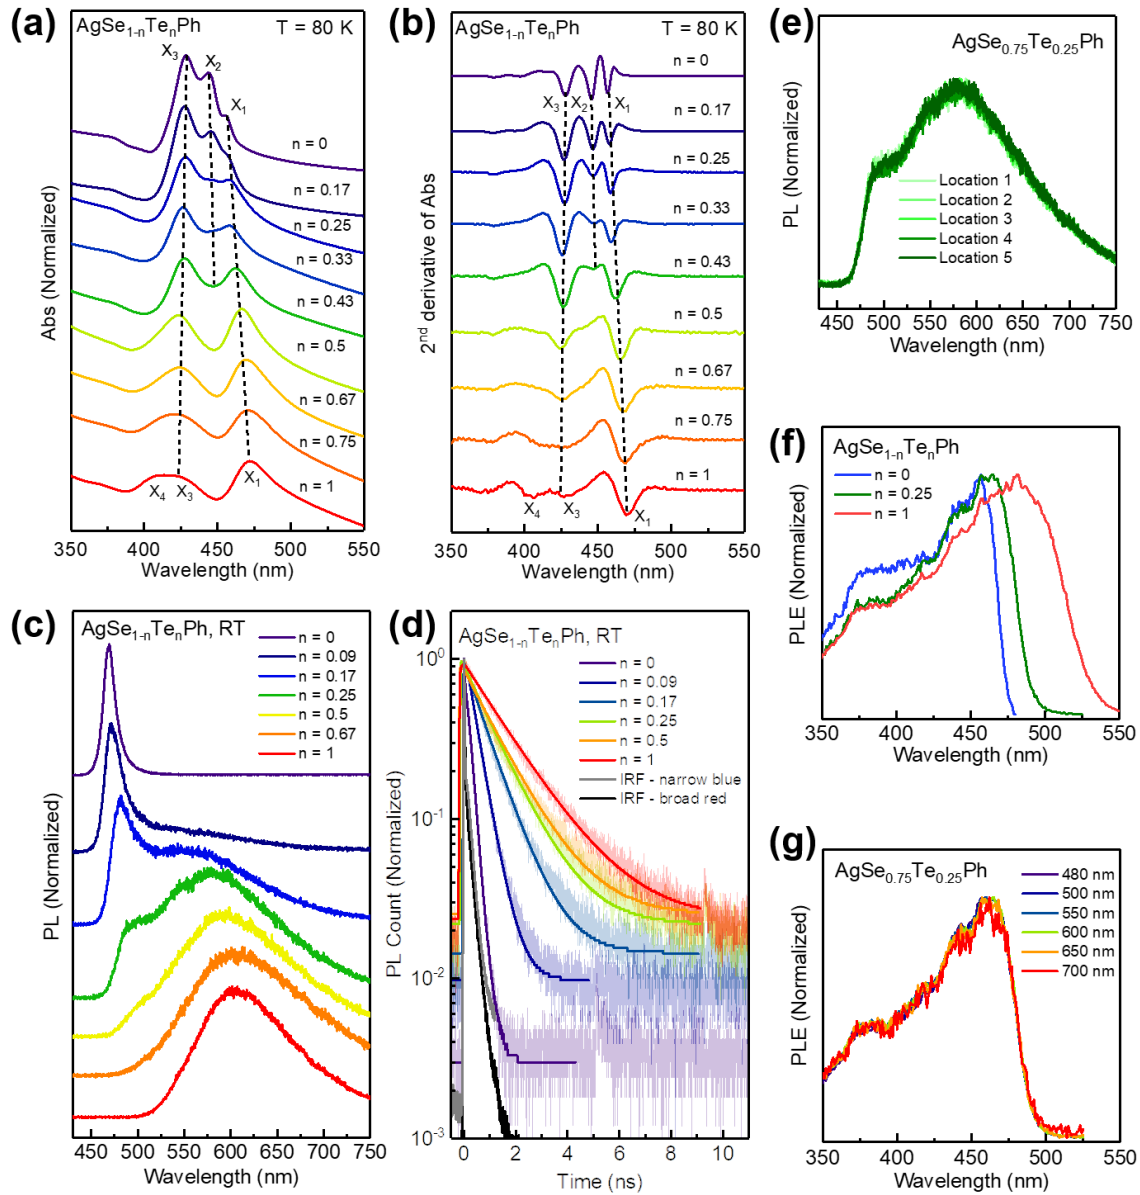 (a)
AgSe1-nTenPh
T = 80 K
X3
X2
X1
n = 0
n = 0.17
n = 0.25
n = 0.33
n = 0.43
n = 0.5
n = 0.67
n = 0.75
n = 1
X4
X3
X1
Abs (Normalized)
350 400 450 500 550
Wavelength (nm)
(b)
AgSe1-nTenPh
T = 80 K
n = 0
X3
X2
X1
n = 0.17
n = 0.25
n = 0.33
n = 0.43
n = 0.5
n = 0.67
n = 0.75
n = 1
X4
X3
X1
2nd derivative of Abs
350 400 450 500 550
Wavelength (nm)
(e)
AgSe0.75Te0.25Ph
Location 1
Location 2
Location 3
Location 4
Location 5
PL (Normalized)
450 500 550 600 650 700 750
Wavelength (nm)
(f)
AgSe1-nTenPh
n = 0
n = 0.25
n = 1
PLE (Normalized)
350 400 450 500 550
Wavelength (nm)
(c)
AgSe1-nTenPh, RT
n = 0
n = 0.09
n = 0.17
n = 0.25
n = 0.5
n = 0.67
n = 1
PL (Normalized)
450 500 550 600 650 700 750
Wavelength (nm)
(d)
AgSe1-nTenPh, RT
n = 0
n = 0.09
n = 0.17
n = 0.25
n = 0.5
n = 1
IRF - narrow blue
IRF - broad red
PL Count (Normalized)
10^0
10^-1
10^-2
10^-3
0 2 4 6 8 10
Time (ns)
(g)
AgSe0.75Te0.25Ph
480 nm
500 nm
550 nm
600 nm
650 nm
700 nm
PLE (Normalized)
350 400 450 500 550
Wavelength (nm)